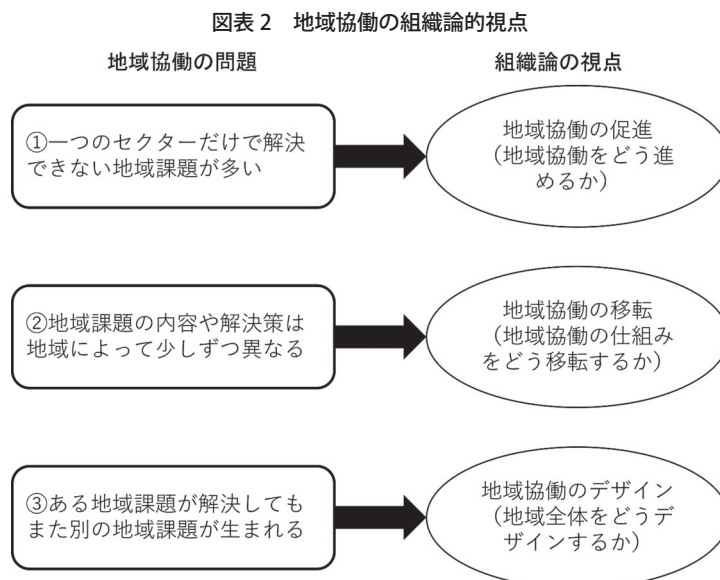 図表2 地域協働の組織論的視点
地域協働の問題
組織論の視点
①一つのセクターだけで解決
できない地域課題が多い
地域協働の促進
（地域協働をどう進
めるか）
②地域課題の内容や解決策は
地域によって少しずつ異なる
地域協働の移転
（地域協働の仕組み
をどう移転するか）
③ある地域課題が解決しても
また別の地域課題が生まれる
地域協働のデザイン
（地域全体をどうデ
ザインするか）